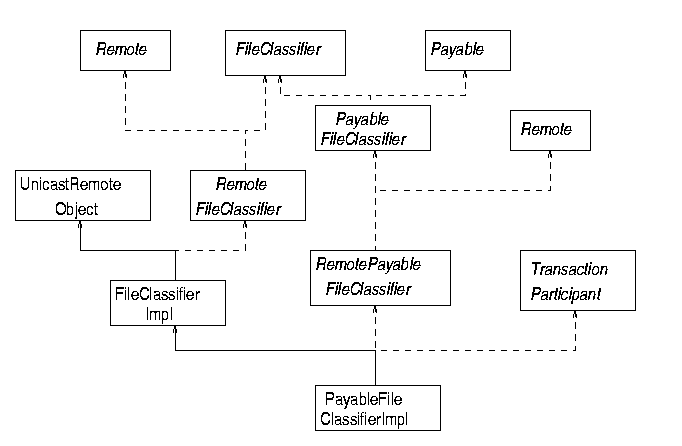 Remote
FileClassifier
Payable
Payable
FileClassifier
Remote
UnicastRemote
Object
Remote
FileClassifier
RemotePayable
FileClassifier
Transaction
Participant
FileClassifier
Impl
PayableFile
ClassifierImpl